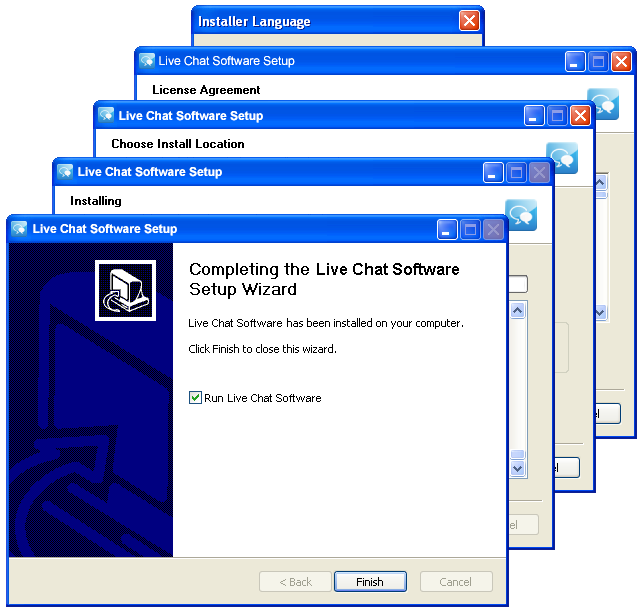 Installer Language
Live Chat Software Setup
License Agreement
Live Chat Software Setup
Choose Install Location
Live Chat Software Setup
Installing
Live Chat Software Setup
Completing the Live Chat Software
Setup Wizard
Live Chat Software has been installed on your computer.
Click Finish to close this wizard.
Run Live Chat Software
< Back
Finish
Cancel